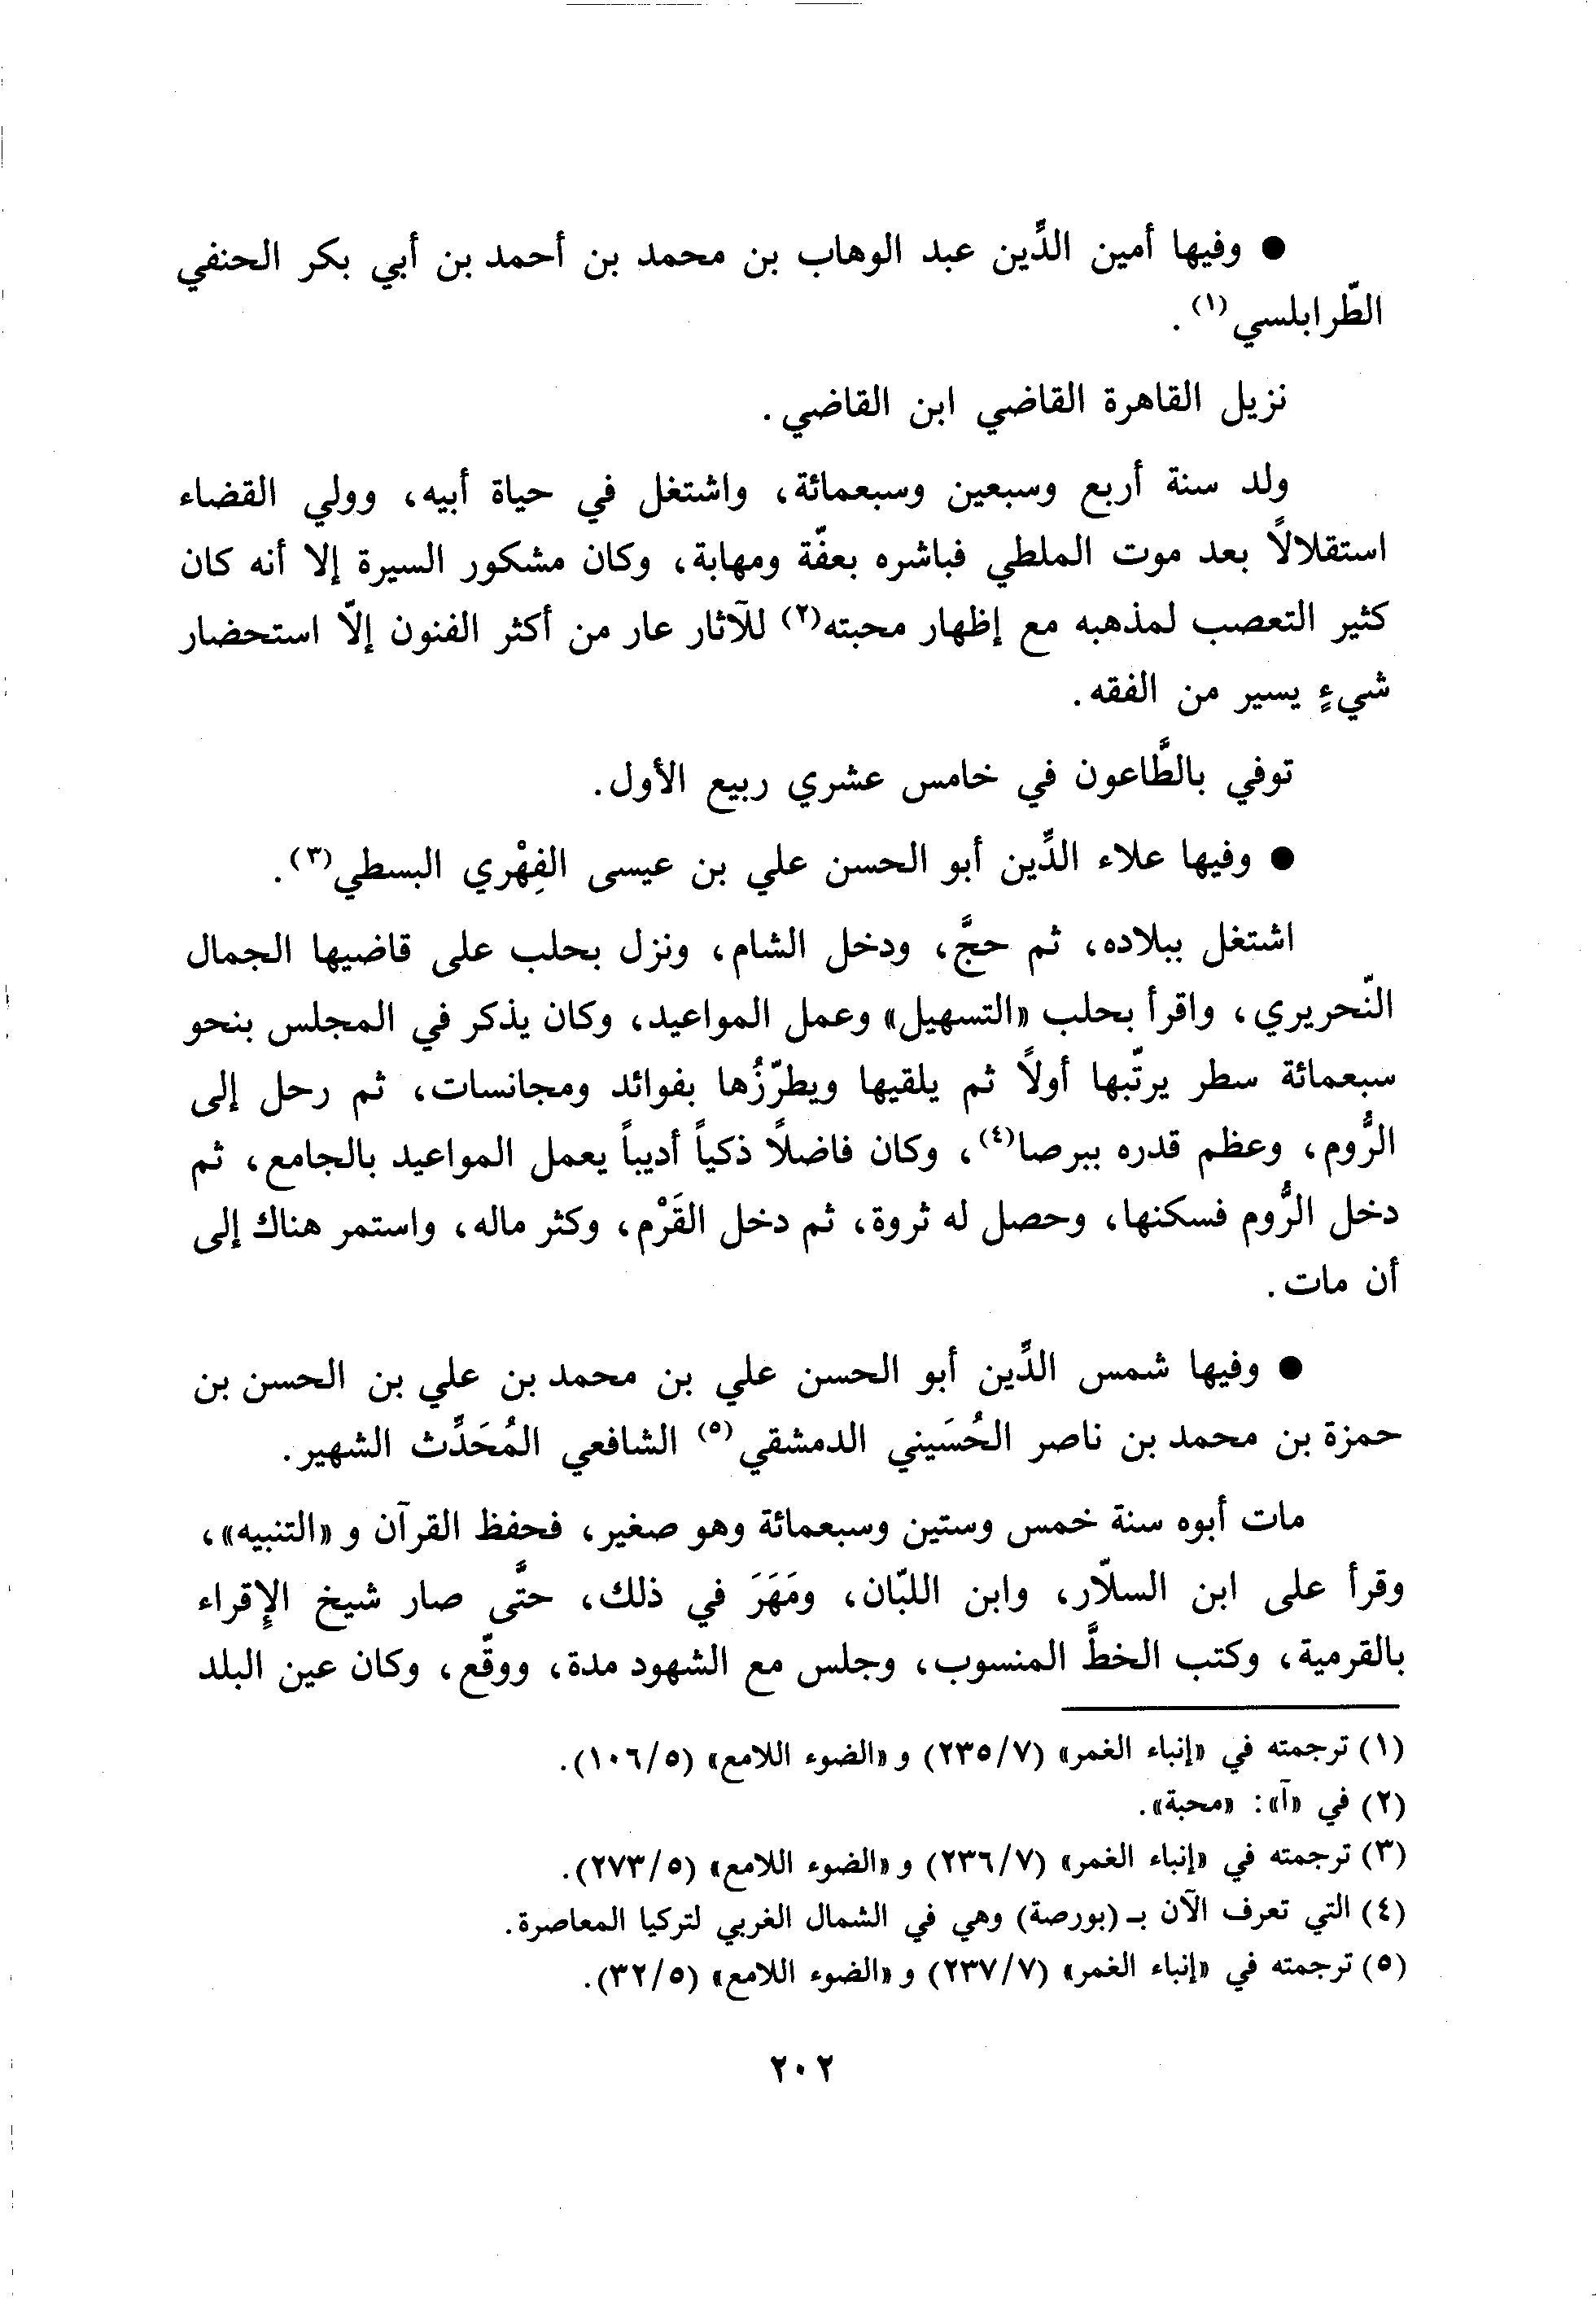 ● وفيها أمين الدِّين عبد الوهاب بن محمد بن أحمد بن أبي بكر الحنفي
الطّرابلسي(١).
نزيل القاهرة القاضي ابن القاضي.
ولد سنة أربع وسبعين وسبعمائة، واشتغل في حياة أبيه، وولي القضاء
استقلالاً بعد موت الملطي فباشره بعفّة ومهابة، وكان مشكور السيرة إلا أنه كان
كثير التعصب لمذهبه مع إظهار محبته(٢) للآثار عار من أكثر الفنون إلّا استحضار
شيءٍ يسير من الفقه.
توفي بالطَّاعون في خامس عشري ربيع الأول.
● وفيها علاء الدِّين أبو الحسن علي بن عيسى الفِهْري البسطي(٣).
اشتغل ببلاده، ثم حجَّ، ودخل الشام، ونزل بحلب على قاضيها الجمال
النّحريري، واقرأ بحلب «التسهيل» وعمل المواعيد، وكان يذكر في المجلس بنحو
سبعمائة سطر يرتّبها أولاً ثم يلقيها ويطرّزُها بفوائد ومجانسات، ثم رحل إلى
الرُّوم، وعظم قدره ببرصا(٤)، وكان فاضلاً ذكياً أديباً يعمل المواعيد بالجامع، ثم
دخل الرُّوم فسكنها، وحصل له ثروة، ثم دخل القَرْم، وكثر ماله، واستمر هناك إلى
أن مات.
● وفيها شمس الدِّين أبو الحسن علي بن محمد بن علي بن الحسن بن
حمزة بن محمد بن ناصر الحُسَيني الدمشقي(٥) الشافعي المُحَدِّث الشهير.
مات أبوه سنة خمس وستين وسبعمائة وهو صغير، فحفظ القرآن و «التنبيه»،
وقرأ على ابن السلّار، وابن اللبّان، ومَهَرَ في ذلك، حتَّى صار شيخ الإقراء
بالقرمية، وكتب الخطَّ المنسوب، وجلس مع الشهود مدة، ووقّع، وكان عين البلد
(١) ترجمته في «إنباء الغمر» (٧/ ٢٣٥) و «الضوء اللامع» (٥/ ١٠٦).
(٢) في «آ»: «محبة».
(٣) ترجمته في «إنباء الغمر» (٧/ ٢٣٦) و «الضوء اللامع» (٥/ ٢٧٣).
(٤) التي تعرف الآن بـ (بورصة) وهي في الشمال الغربي لتركيا المعاصرة.
(٥) ترجمته في «إنباء الغمر» (٧/ ٢٣٧) و «الضوء اللامع» (٥/ ٣٢).
٢٠٢